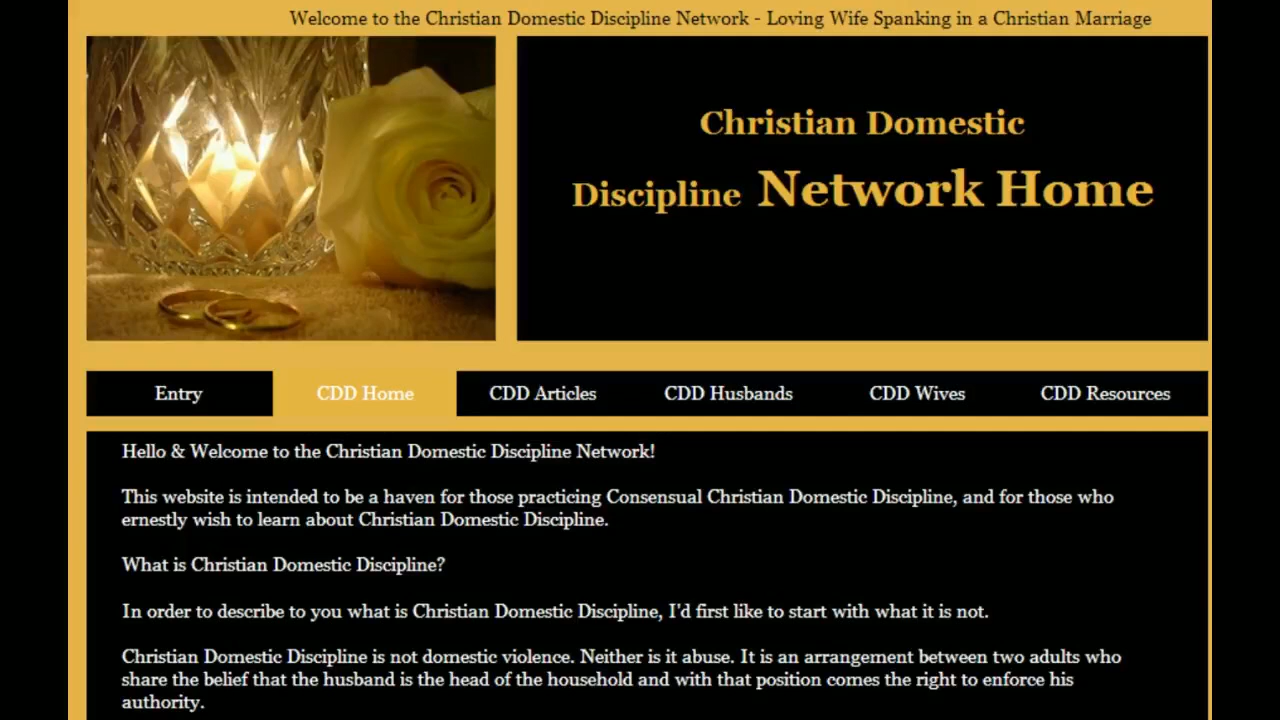 Welcome to the Christian Domestic Discipline Network - Loving Wife Spanking in a Christian Marriage
Christian Domestic
Discipline Network Home
Entry CDD Home CDD Articles CDD Husbands CDD Wives CDD Resources
Hello & Welcome to the Christian Domestic Discipline Network!
This website is intended to be a haven for those practicing Consensual Christian Domestic Discipline, and for those who
ernestly wish to learn about Christian Domestic Discipline.
What is Christian Domestic Discipline?
In order to describe to you what is Christian Domestic Discipline, I'd first like to start with what it is not.
Christian Domestic Discipline is not domestic violence. Neither is it abuse. It is an arrangement between two adults who
share the belief that the husband is the head of the household and with that position comes the right to enforce his
authority.